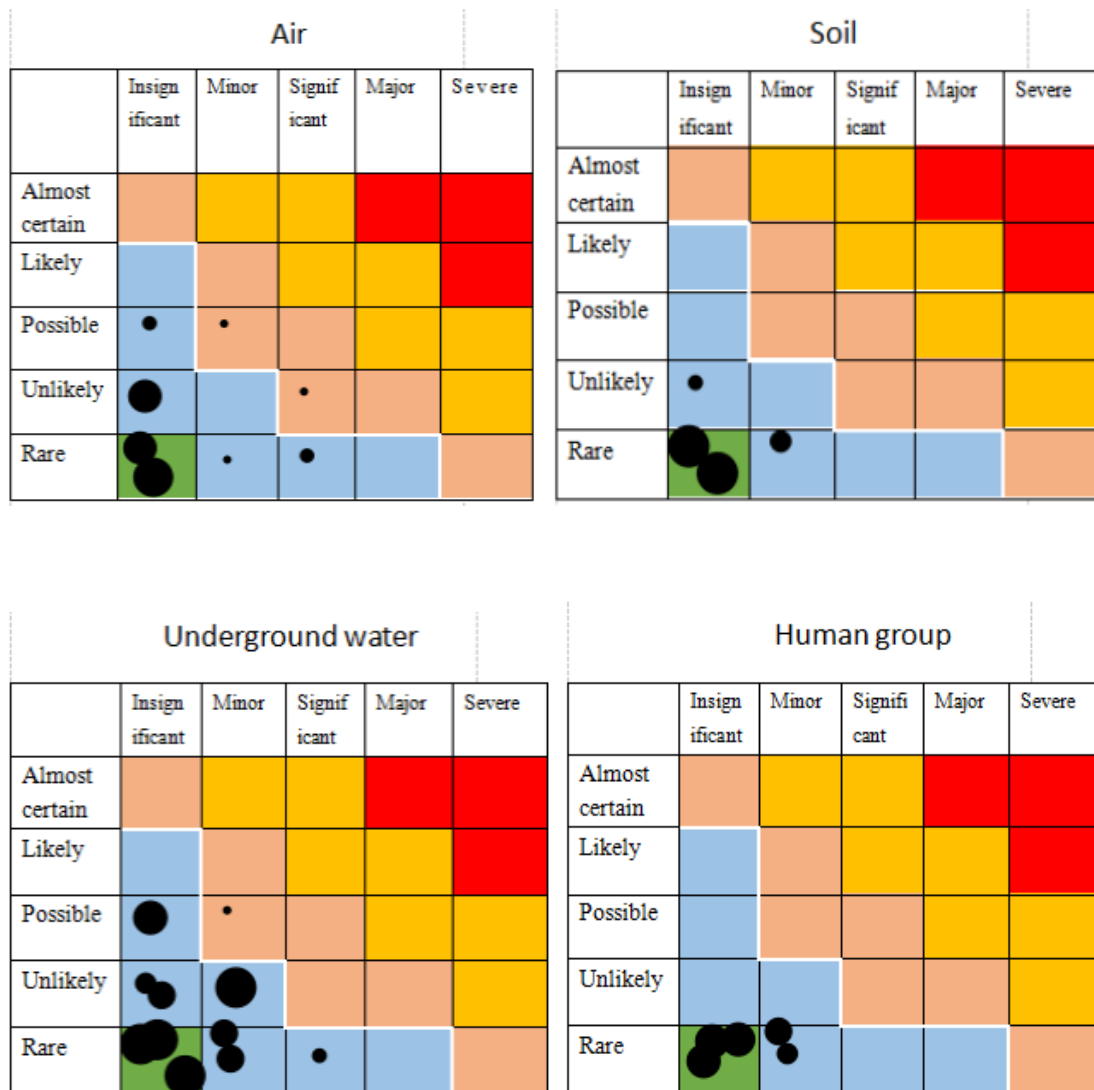 Air
Insign Minor Signif Major Severe
ificant icant
Almost
certain
Likely
Possible
Unlikely
Rare
Soil
Insign Minor Signif Major Severe
ificant icant
Almost
certain
Likely
Possible
Unlikely
Rare
Underground water
Insign Minor Signif Major Severe
ificant icant
Almost
certain
Likely
Possible
Unlikely
Rare
Human group
Insign Minor Signifi Major Severe
ificant cant
Almost
certain
Likely
Possible
Unlikely
Rare